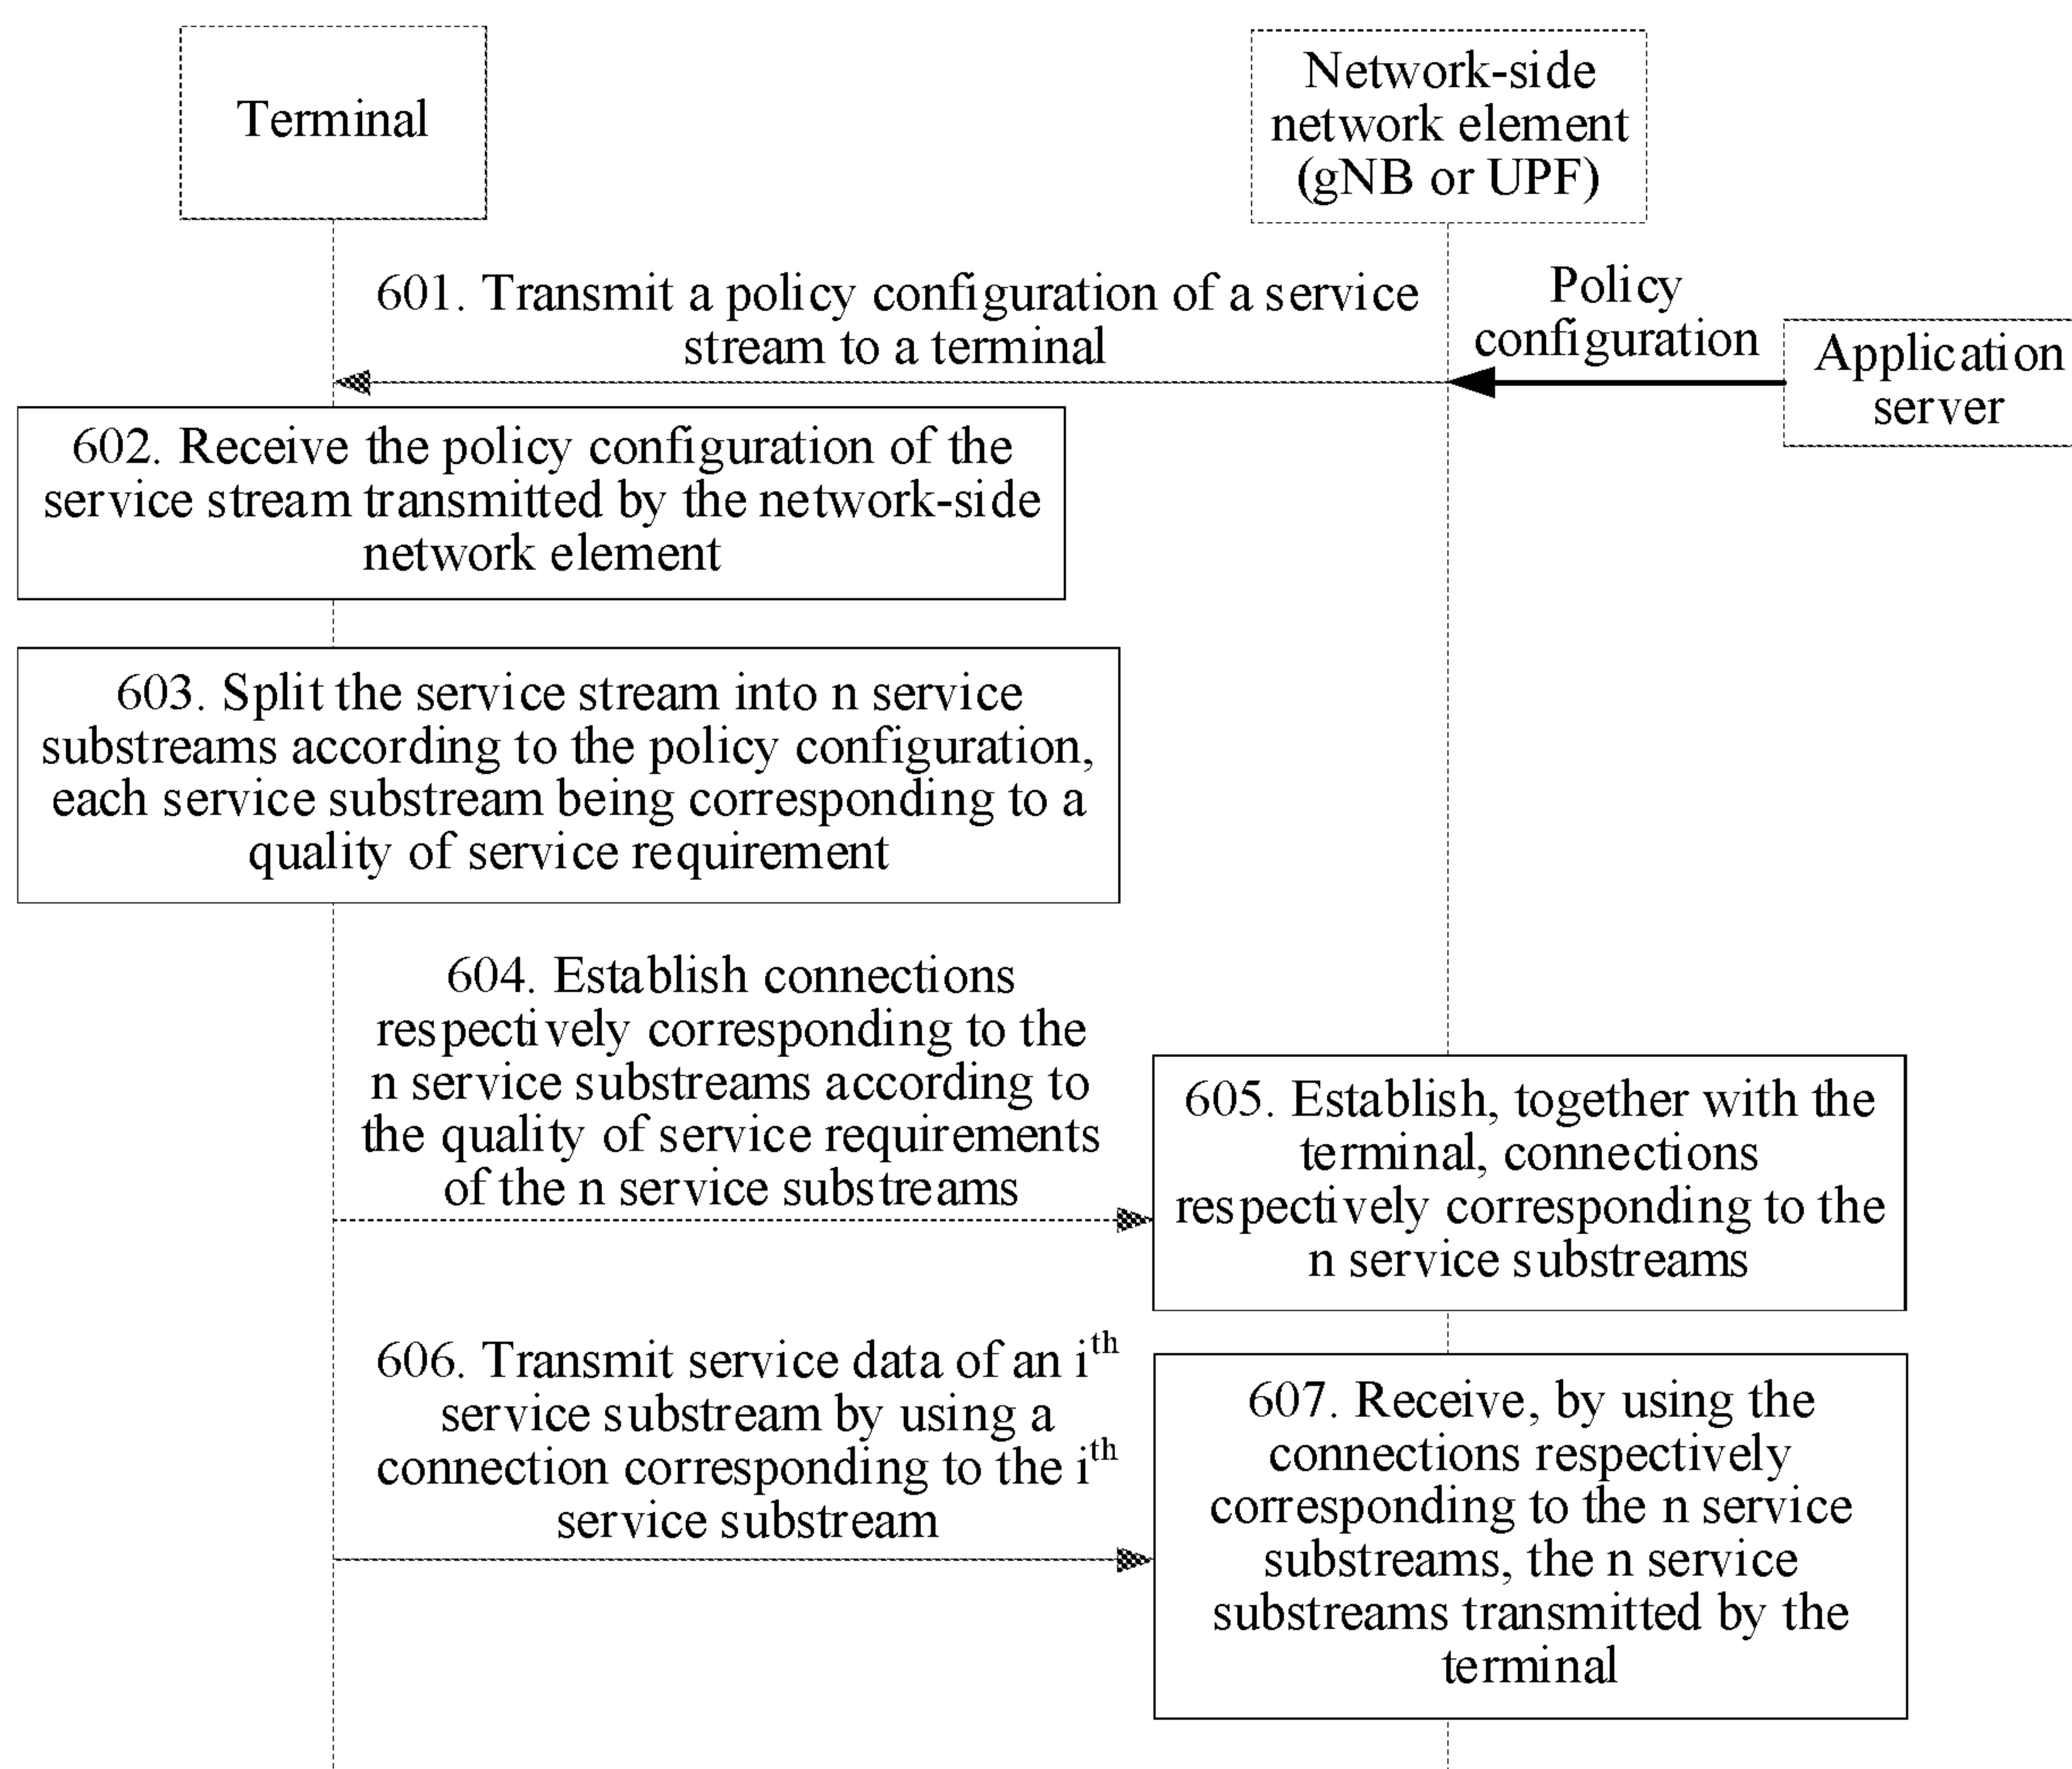 Terminal
Network-side
network element
(gNB or UPF)
601. Transmit a policy configuration of a service
stream to a terminal
Policy
configuration
Application
server
602. Receive the policy configuration of the
service stream transmitted by the network-side
network element
603. Split the service stream into n service
substreams according to the policy configuration,
each service substream being corresponding to a
quality of service requirement
604. Establish connections
respectively corresponding to the
n service substreams according to
the quality of service requirements
of the n service substreams
605. Establish, together with the
terminal, connections
respectively corresponding to the
n service substreams
606. Transmit service data of an i^th
service substream by using a
connection corresponding to the i^th
service substream
607. Receive, by using the
connections respectively
corresponding to the n service
substreams, the n service
substreams transmitted by the
terminal